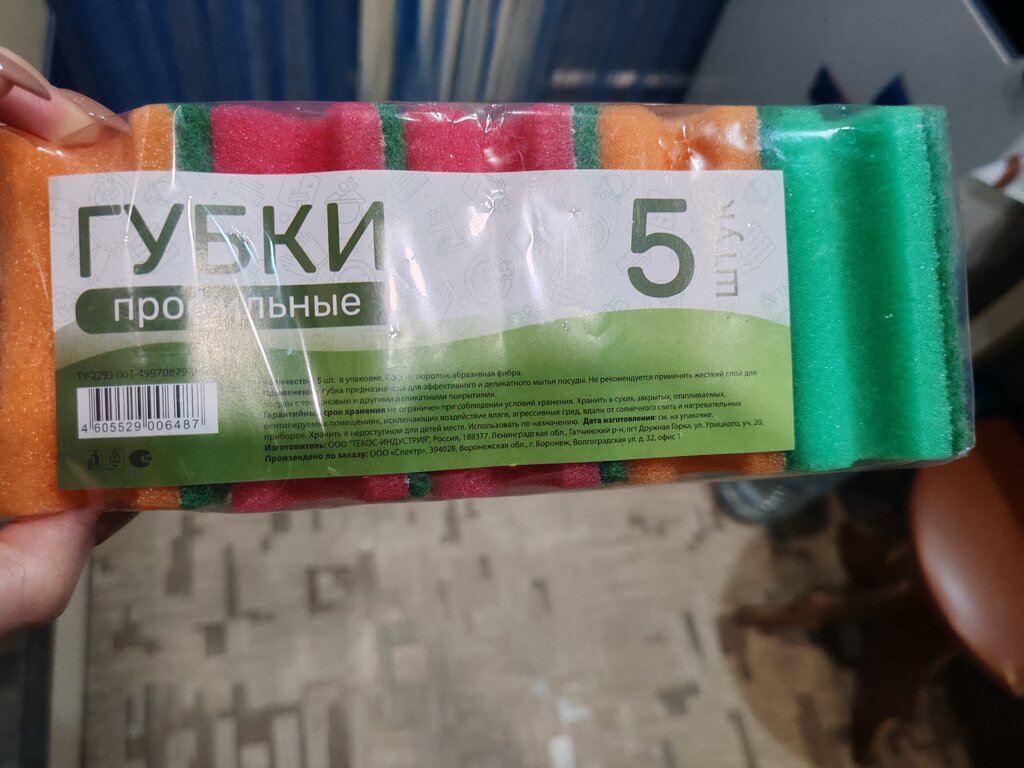 ГУБКИ
5 ШТУК
профильные
ТУ-2293-001-49970879
Количество: 5 шт. в упаковке. Состав: поролон, абразивная фибра.
Применение: губка предназначена для эффективного и деликатного мытья посуды. Не рекомендуется применять жесткий слой для
посуды с тефлоновым и другими деликатными покрытиями.
Гарантийный срок хранения не ограничен при соблюдении условий хранения. Хранить в сухих, закрытых, отапливаемых,
вентилируемых помещениях, исключающих воздействие влаги, агрессивных сред, вдали от солнечного света и нагревательных
приборов. Хранить в недоступном для детей месте. Использовать по назначению. Дата изготовления: см. на упаковке.
Изготовитель: ООО "ТЕКОС-ИНДУСТРИЯ", Россия, 188377, Ленинградская обл., Гатчинский р-н, пгт Дружная Горка, ул. Урицкого, уч. 20.
Произведено по заказу: ООО «Спектр», 394028, Воронежская обл., г. Воронеж, Волгоградская ул. д. 32, офис 1
4 605529 006487